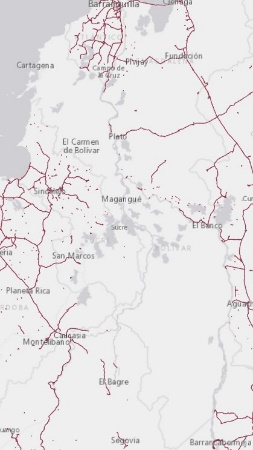 Barranquilla
Ciénaga
Fundación
Cartagena
Pivijay
Campo de
la Cruz
Plato
El Carmen
de Bolívar
Sincelejo
Magangué
Sucre
El Banco
San Marcos
Planeta Rica
Caucasia
Montelíbano
El Bagre
Segovia
Barrancabermeja